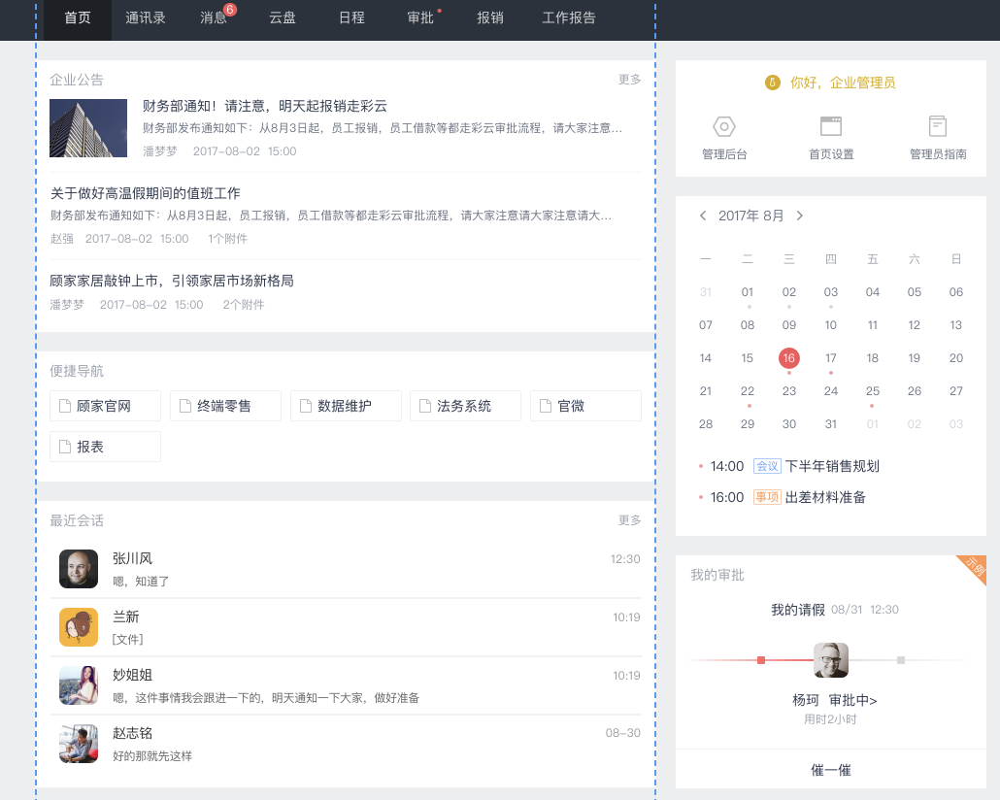 首页 通讯录 消息 6 云盘 日程 审批 报销 工作报告
企业公告 更多
财务部通知！请注意，明天起报销走彩云
财务部发布通知如下：从8月3日起，员工报销，员工借款等都走彩云审批流程，请大家注意…
潘梦梦 2017-08-02 15:00
关于做好高温假期间的值班工作
财务部发布通知如下：从8月3日起，员工报销，员工借款等都走彩云审批流程，请大家注意请大家注意请大…
赵强 2017-08-02 15:00 1个附件
顾家家居敲钟上市，引领家居市场新格局
潘梦梦 2017-08-02 15:00 2个附件
便捷导航
顾家官网 终端零售 数据维护 法务系统 官微
报表
最近会话 更多
张川风 12:30
嗯，知道了
兰新 10:19
[文件]
妙姐姐 10:19
嗯，这件事情我会跟进一下的，明天通知一下大家，做好准备
赵志铭 08-30
好的那就先这样
你好，企业管理员
管理后台 首页设置 管理员指南
< 2017年 8月 >
一 二 三 四 五 六 日
31 01 02 03 04 05 06
07 08 09 10 11 12 13
14 15 16 17 18 19 20
21 22 23 24 25 26 27
28 29 30 31 01 02 03
14:00 会议 下半年销售规划
16:00 事项 出差材料准备
示例
我的审批
我的请假 08/31 12:30
杨珂 审批中>
用时2小时
催一催